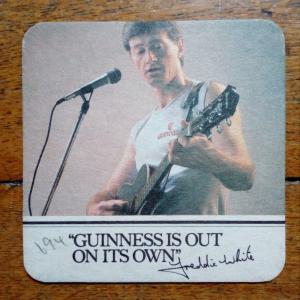 "GUINNESS IS OUT
ON ITS OWN"
Freddie White
194